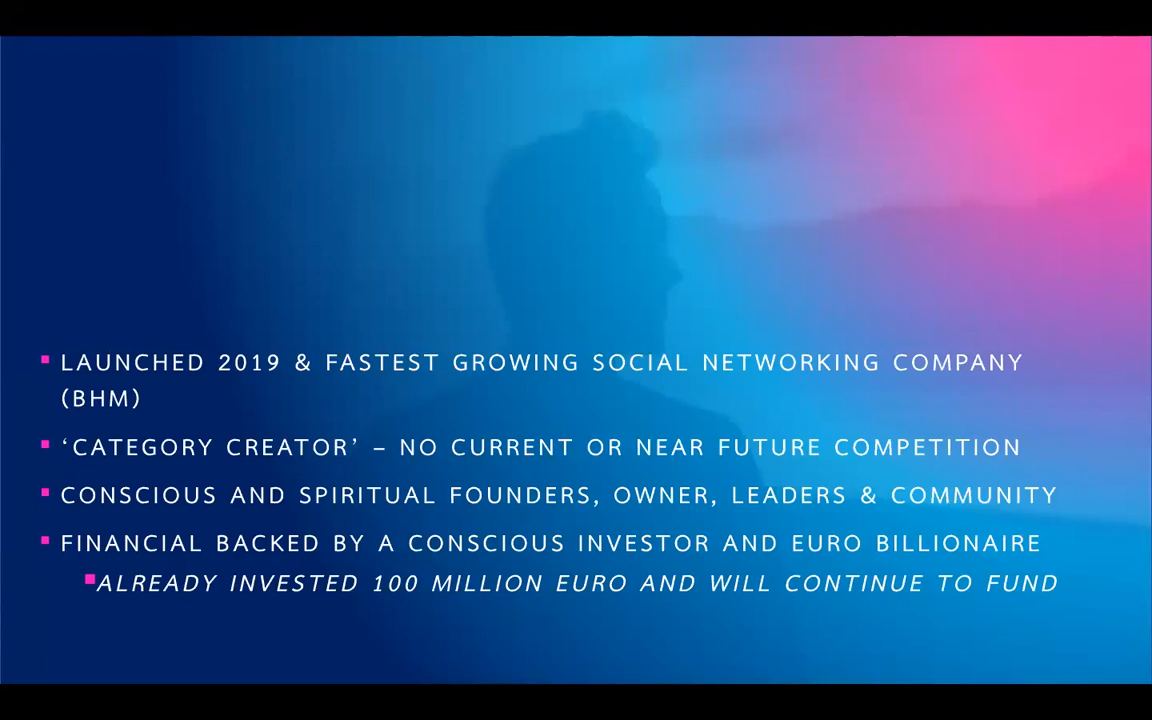 LAUNCHED 2019 & FASTEST GROWING SOCIAL NETWORKING COMPANY
(BHM)
‘CATEGORY CREATOR’ – NO CURRENT OR NEAR FUTURE COMPETITION
CONSCIOUS AND SPIRITUAL FOUNDERS, OWNER, LEADERS & COMMUNITY
FINANCIAL BACKED BY A CONSCIOUS INVESTOR AND EURO BILLIONAIRE
ALREADY INVESTED 100 MILLION EURO AND WILL CONTINUE TO FUND